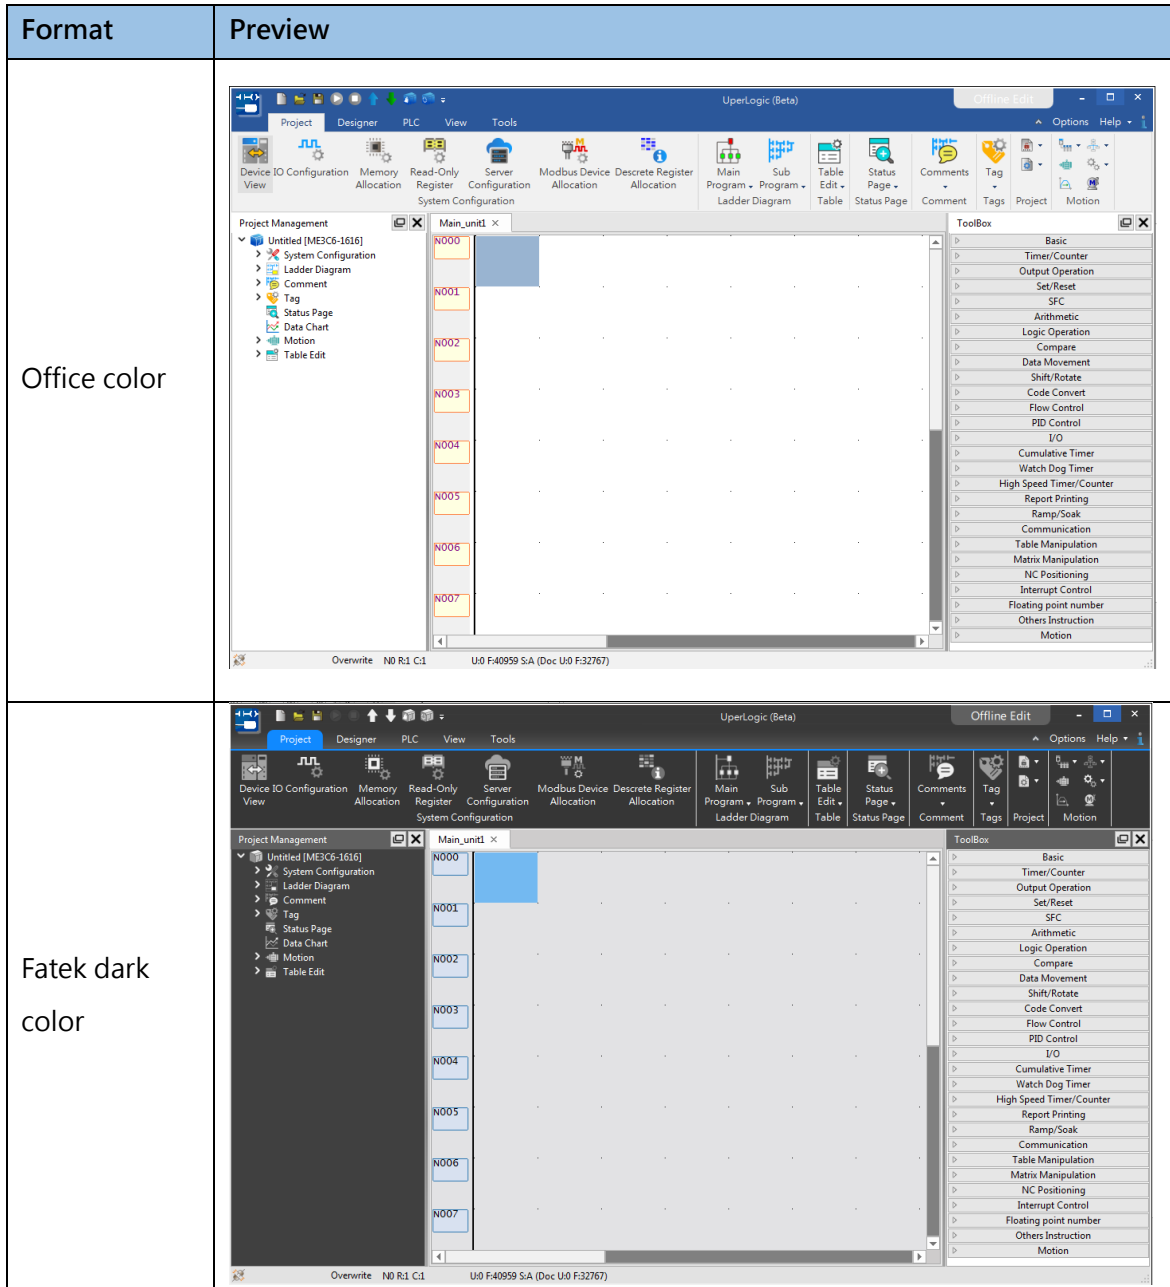 Format Preview
Office color
UperLogic (Beta) Offline Edit
Project Designer PLC View Tools Options Help
Device IO Configuration Memory Read-Only Server Modbus Device Descrete Register Main Sub Table Status Comments Tag
View Allocation Register Configuration Allocation Allocation Program Program Edit Page
System Configuration Ladder Diagram Table Status Page Comment Tags Project Motion
Project Management Main_unit1 ToolBox
Untitled [ME3C6-1616]
System Configuration
Ladder Diagram
Comment
Tag
Status Page
Data Chart
Motion
Table Edit
N000
N001
N002
N003
N004
N005
N006
N007
Basic
Timer/Counter
Output Operation
Set/Reset
SFC
Arithmetic
Logic Operation
Compare
Data Movement
Shift/Rotate
Code Convert
Flow Control
PID Control
I/O
Cumulative Timer
Watch Dog Timer
High Speed Timer/Counter
Report Printing
Ramp/Soak
Communication
Table Manipulation
Matrix Manipulation
NC Positioning
Interrupt Control
Floating point number
Others Instruction
Motion
Overwrite N0 R:1 C:1 U:0 F:40959 S:A (Doc U:0 F:32767)
Fatek dark
color
UperLogic (Beta) Offline Edit
Project Designer PLC View Tools Options Help
Device IO Configuration Memory Read-Only Server Modbus Device Descrete Register Main Sub Table Status Comments Tag
View Allocation Register Configuration Allocation Allocation Program Program Edit Page
System Configuration Ladder Diagram Table Status Page Comment Tags Project Motion
Project Management Main_unit1 ToolBox
Untitled [ME3C6-1616]
System Configuration
Ladder Diagram
Comment
Tag
Status Page
Data Chart
Motion
Table Edit
N000
N001
N002
N003
N004
N005
N006
N007
Basic
Timer/Counter
Output Operation
Set/Reset
SFC
Arithmetic
Logic Operation
Compare
Data Movement
Shift/Rotate
Code Convert
Flow Control
PID Control
I/O
Cumulative Timer
Watch Dog Timer
High Speed Timer/Counter
Report Printing
Ramp/Soak
Communication
Table Manipulation
Matrix Manipulation
NC Positioning
Interrupt Control
Floating point number
Others Instruction
Motion
Overwrite N0 R:1 C:1 U:0 F:40959 S:A (Doc U:0 F:32767)